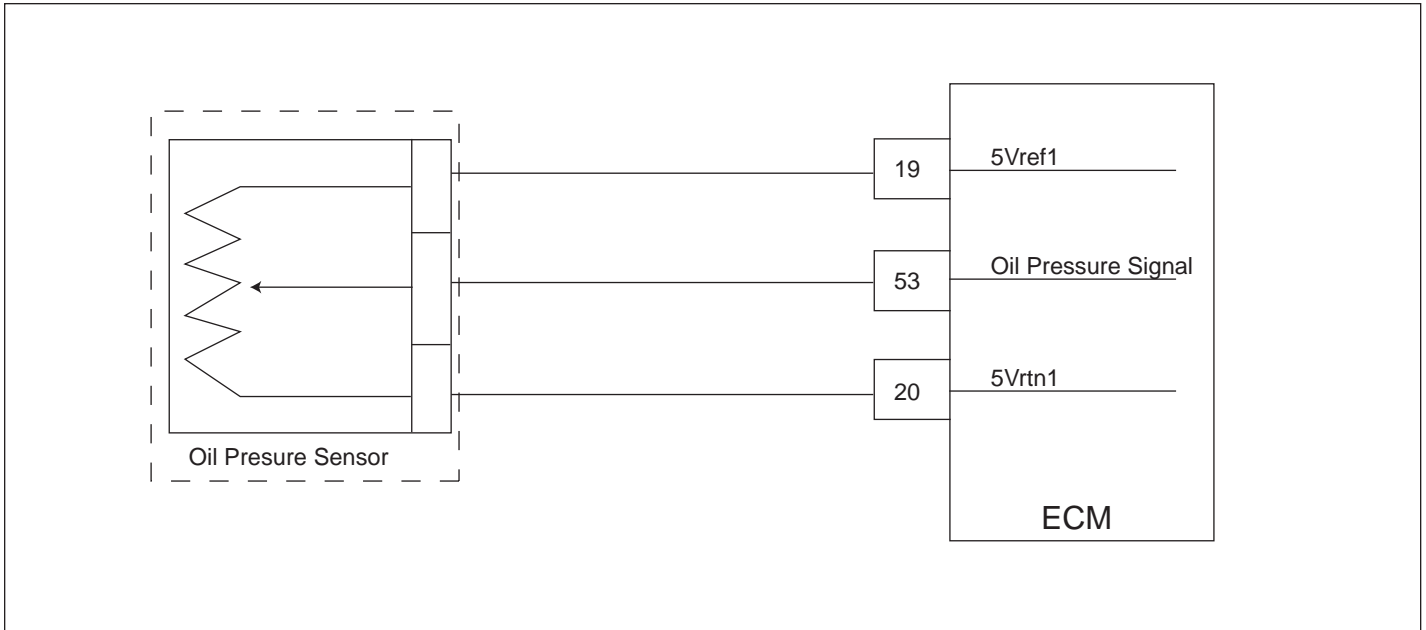 19
5Vref1
53
Oil Pressure Signal
20
5Vrtn1
Oil Presure Sensor
ECM